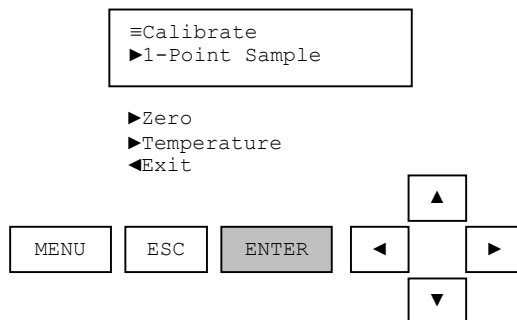 ≡Calibrate
►1-Point Sample
►Zero
►Temperature
◄Exit
▲
MENU ESC ENTER ◄ ►
▼